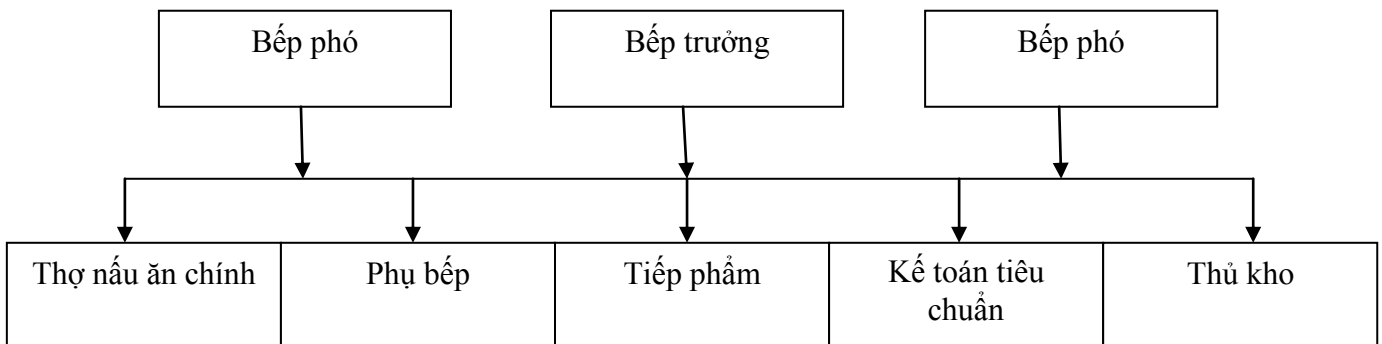 Bếp phó
Bếp trưởng
Bếp phó
Thợ nấu ăn chính
Phụ bếp
Tiếp phẩm
Kế toán tiêu
chuẩn
Thủ kho